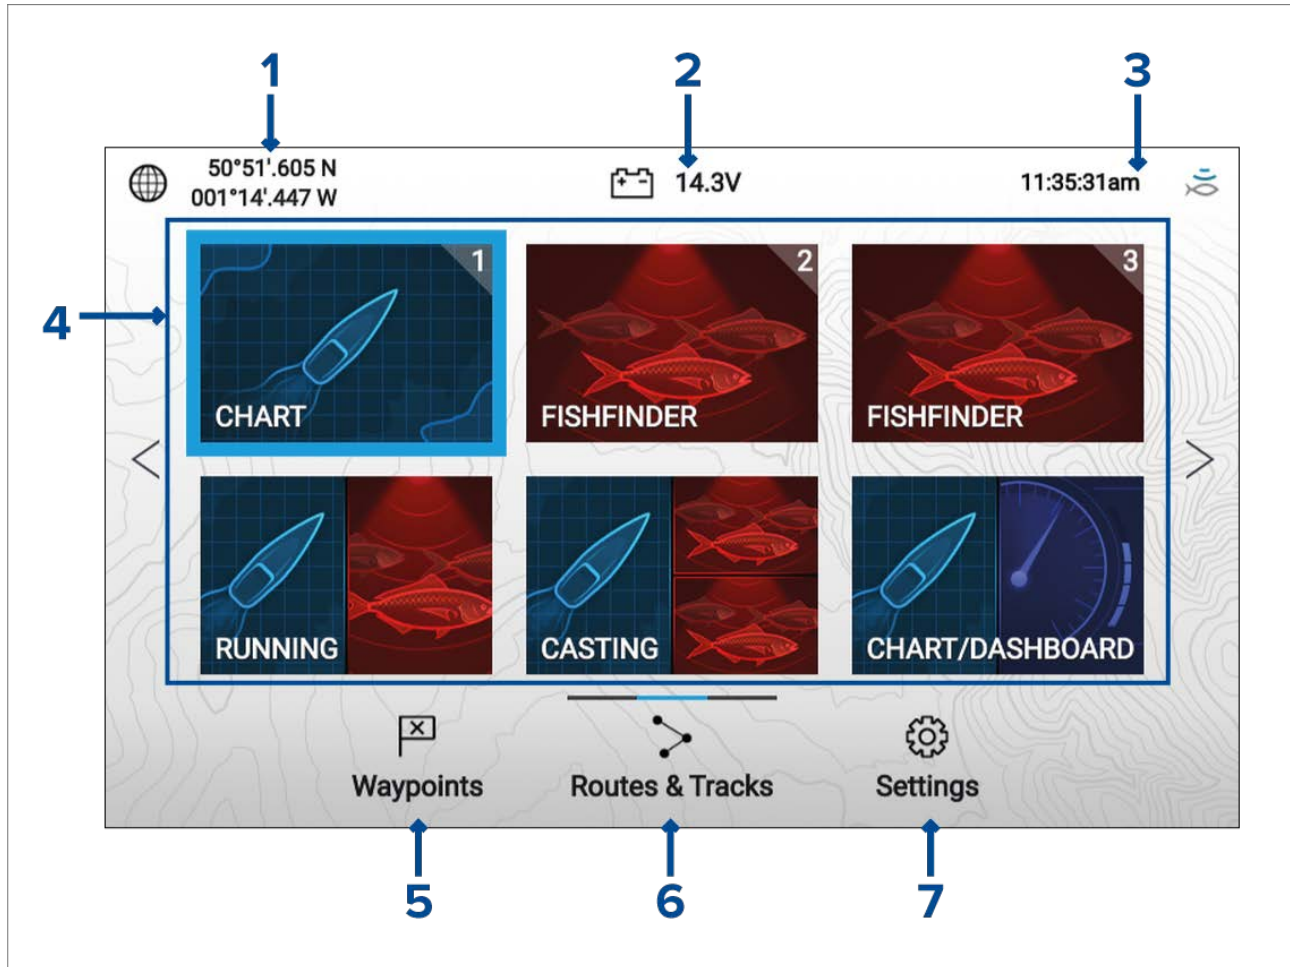 1 2 3
50°51'.605 N
001°14'.447 W
14.3V
11:35:31am
4
1 2 3
CHART FISHFINDER FISHFINDER
RUNNING CASTING CHART/DASHBOARD
Waypoints Routes & Tracks Settings
5 6 7